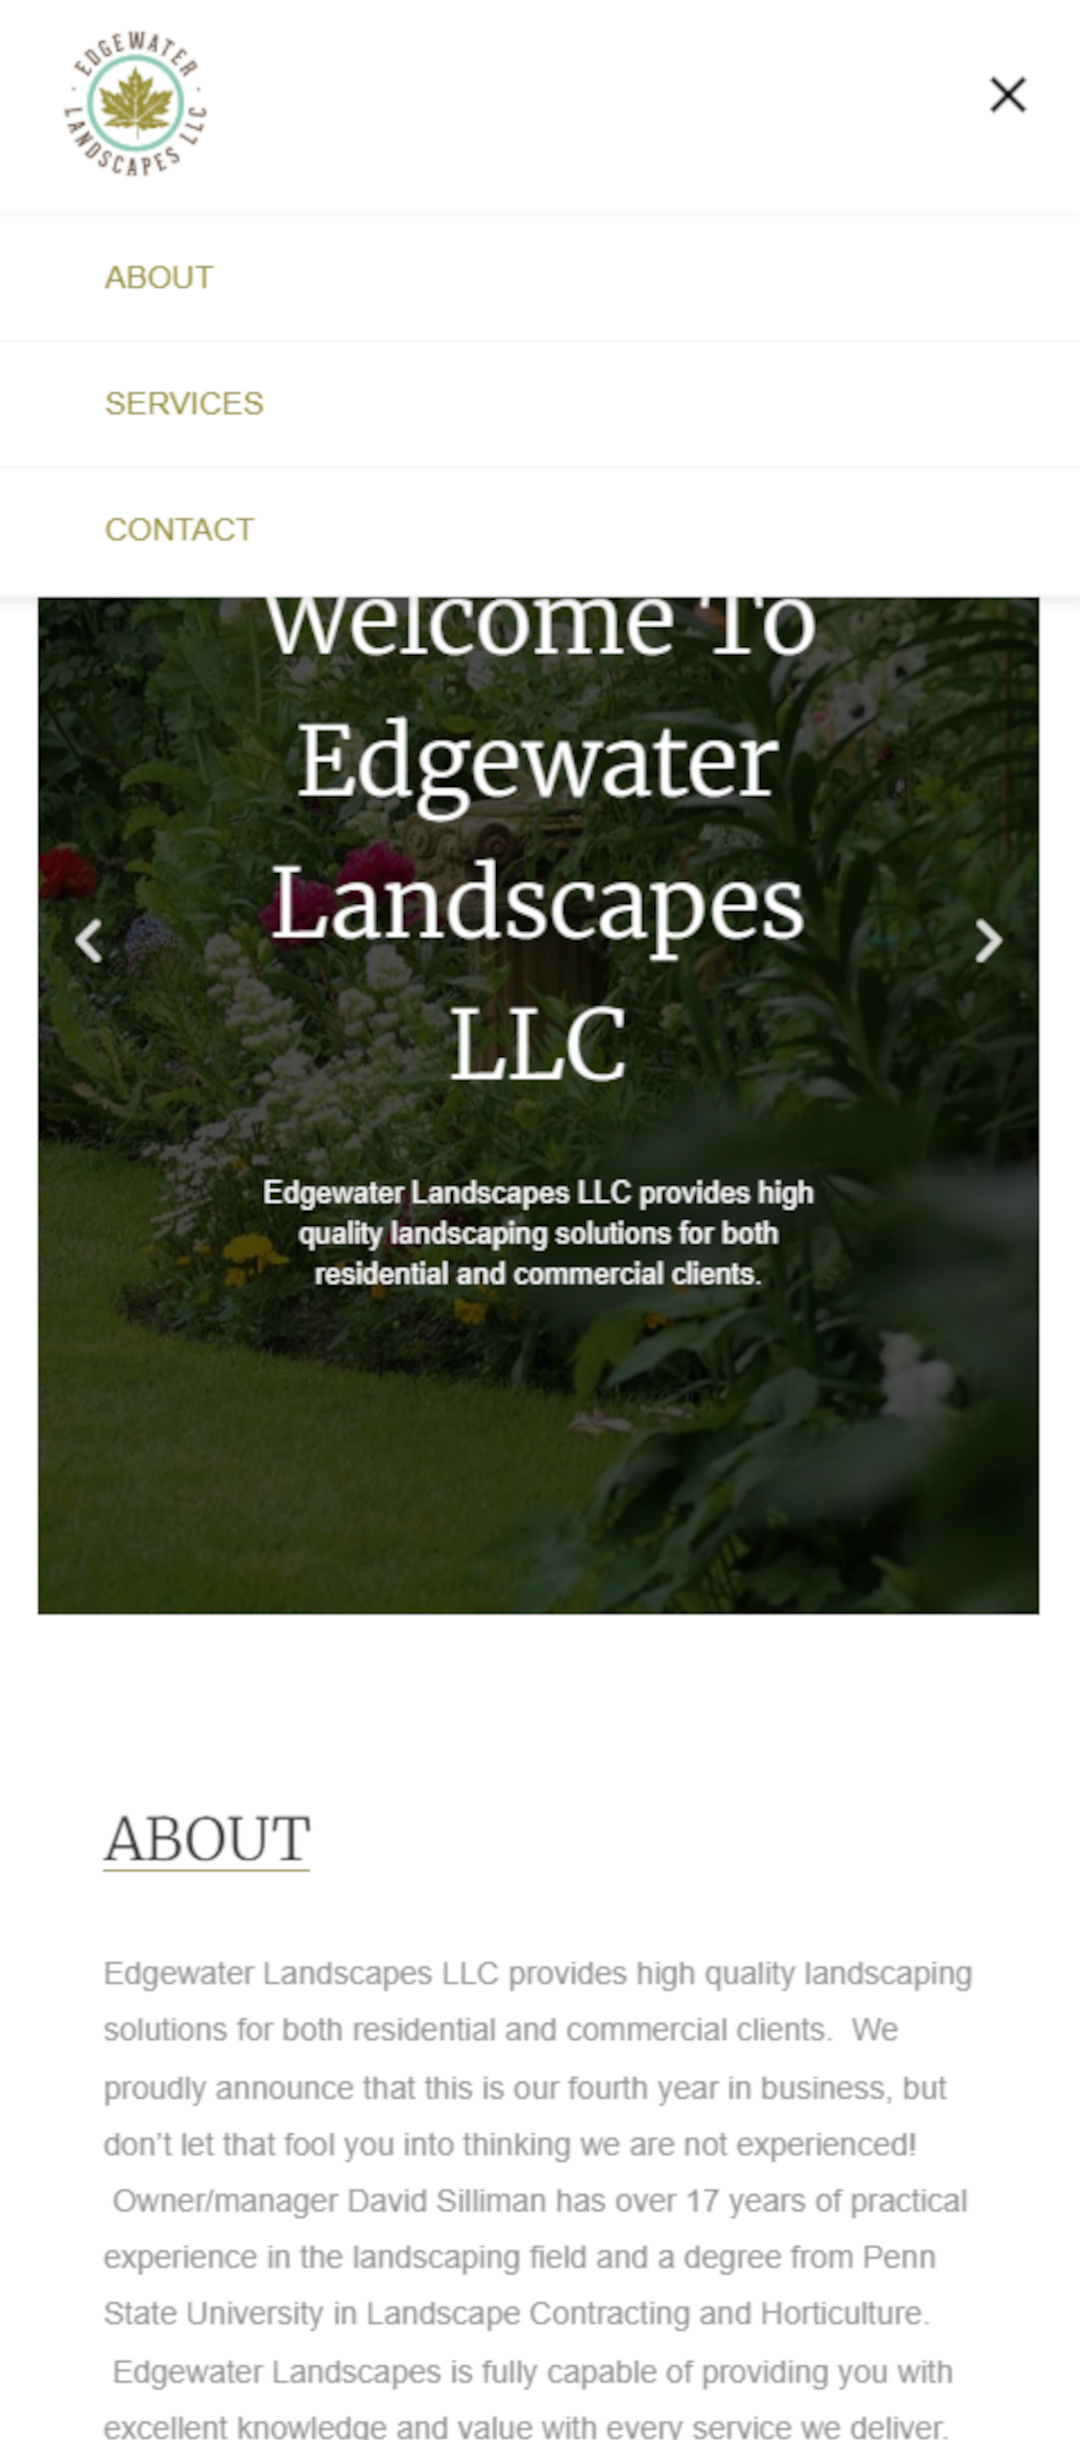 EDGEWATER
LANDSCAPES LLC
ABOUT
SERVICES
CONTACT
Welcome To
Edgewater
Landscapes
LLC
Edgewater Landscapes LLC provides high
quality landscaping solutions for both
residential and commercial clients.
ABOUT
Edgewater Landscapes LLC provides high quality landscaping
solutions for both residential and commercial clients.  We
proudly announce that this is our fourth year in business, but
don’t let that fool you into thinking we are not experienced!
Owner/manager David Silliman has over 17 years of practical
experience in the landscaping field and a degree from Penn
State University in Landscape Contracting and Horticulture.
Edgewater Landscapes is fully capable of providing you with
excellent knowledge and value with every service we deliver.